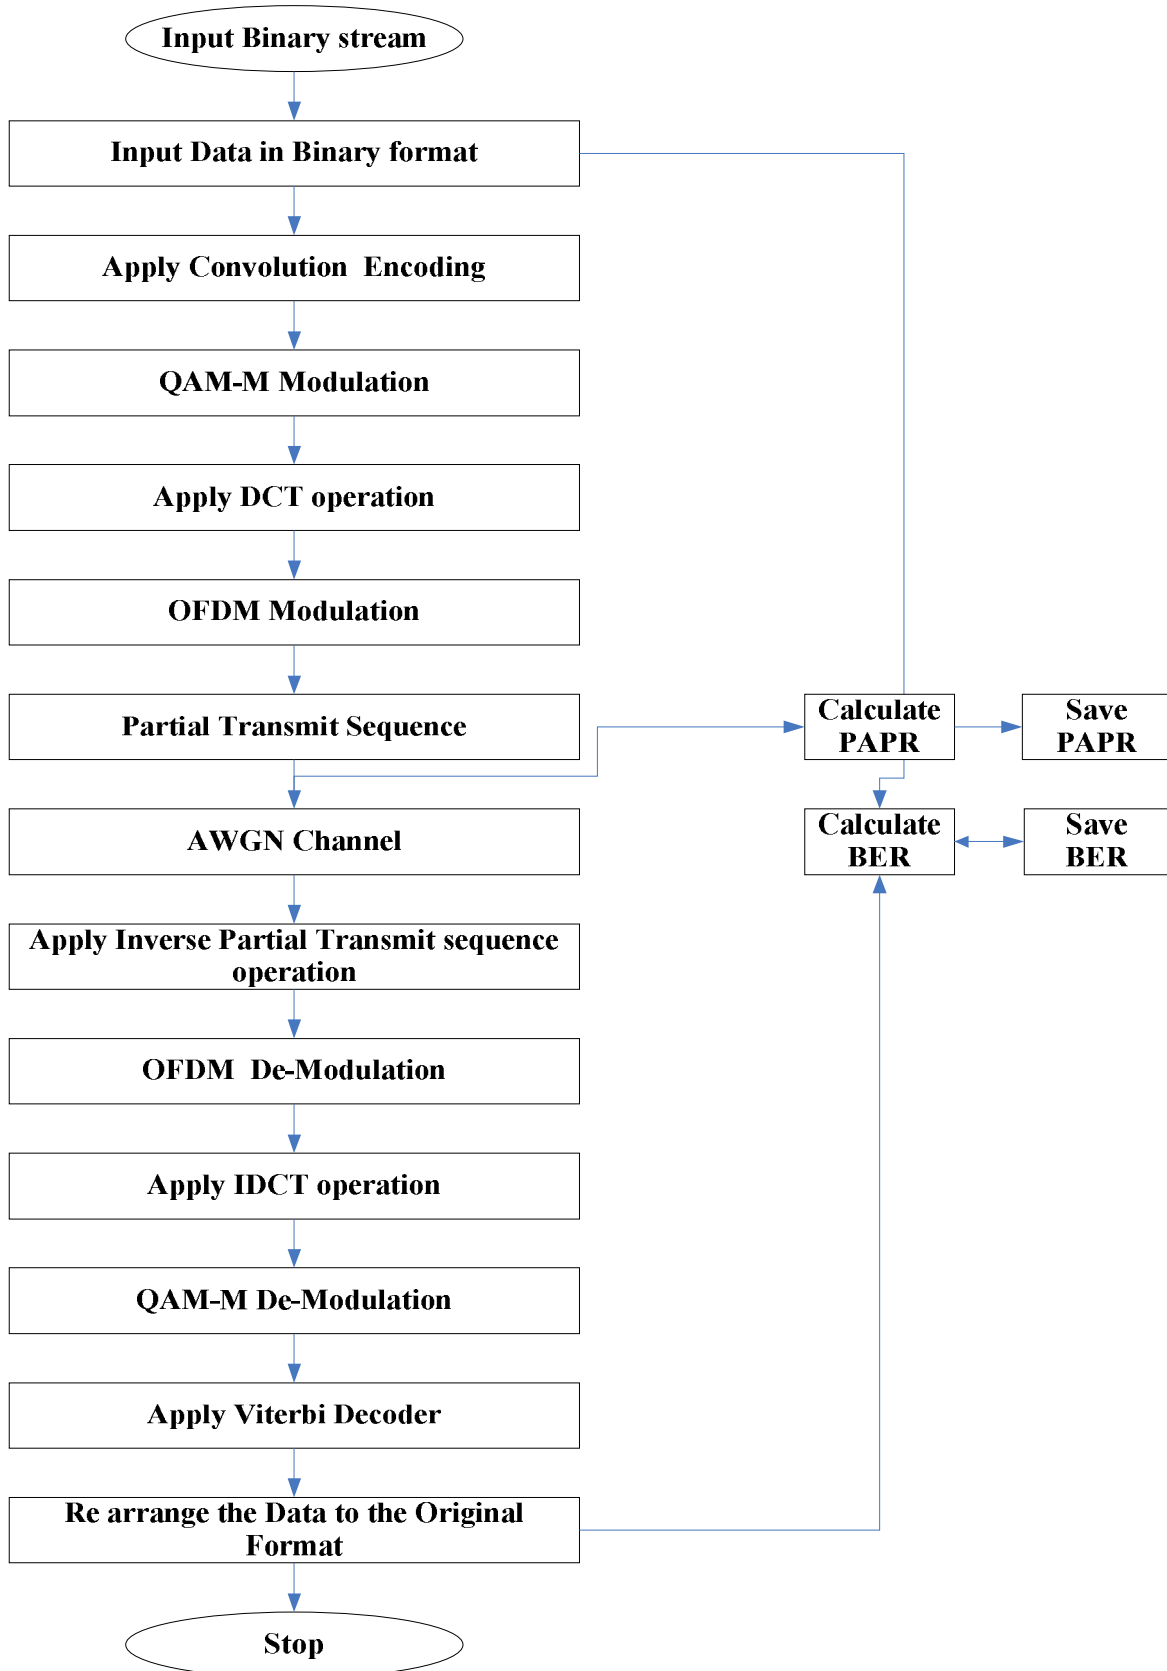 Input Binary stream
Input Data in Binary format
Apply Convolution  Encoding
QAM-M Modulation
Apply DCT operation
OFDM Modulation
Partial Transmit Sequence
Calculate
PAPR
Save
PAPR
AWGN Channel
Calculate
BER
Save
BER
Apply Inverse Partial Transmit sequence
operation
OFDM  De-Modulation
Apply IDCT operation
QAM-M De-Modulation
Apply Viterbi Decoder
Re arrange the Data to the Original
Format
Stop